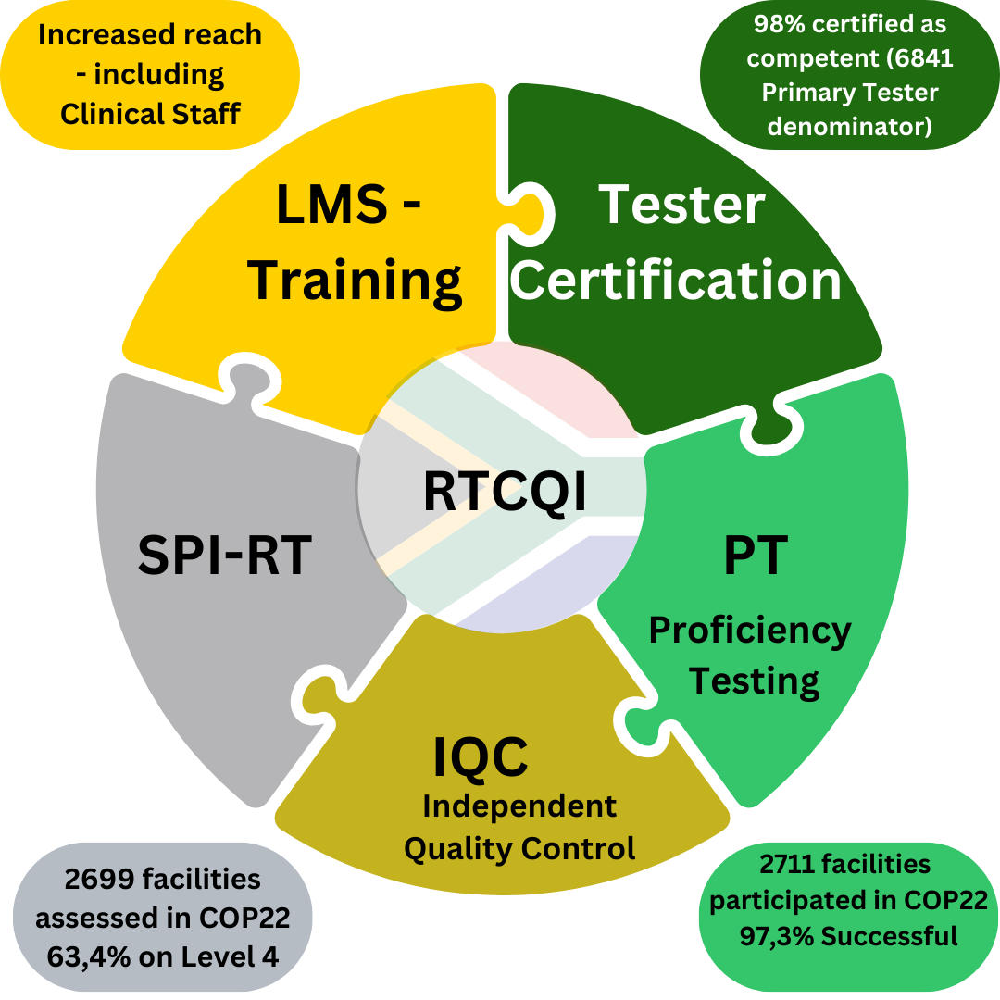 Increased reach
- including
Clinical Staff
98% certified as
competent (6841
Primary Tester
denominator)
LMS -
Training
Tester
Certification
RTCQI
SPI-RT
PT
Proficiency
Testing
IQC
Independent
Quality Control
2699 facilities
assessed in COP22
63,4% on Level 4
2711 facilities
participated in COP22
97,3% Successful